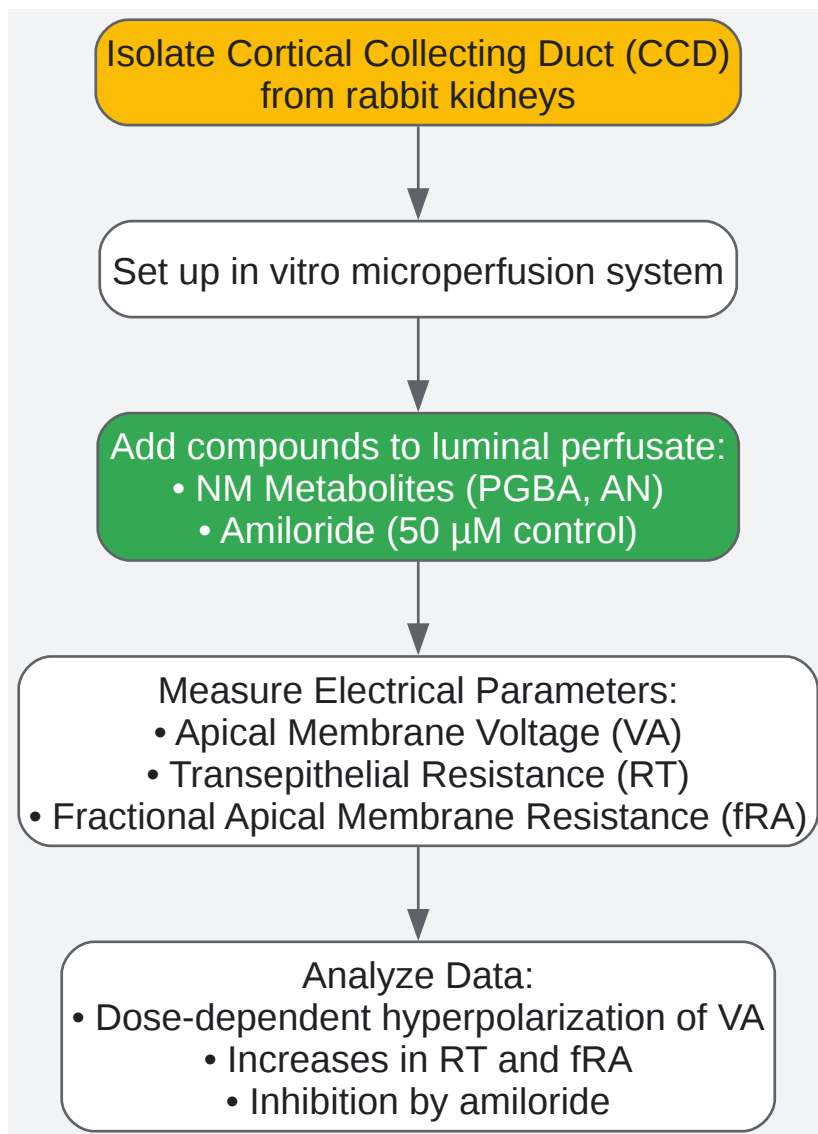 Isolate Cortical Collecting Duct (CCD)
from rabbit kidneys
Set up in vitro microperfusion system
Add compounds to luminal perfusate:
• NM Metabolites (PGBA, AN)
• Amiloride (50 µM control)
Measure Electrical Parameters:
• Apical Membrane Voltage (VA)
• Transepithelial Resistance (RT)
• Fractional Apical Membrane Resistance (fRA)
Analyze Data:
• Dose-dependent hyperpolarization of VA
• Increases in RT and fRA
• Inhibition by amiloride